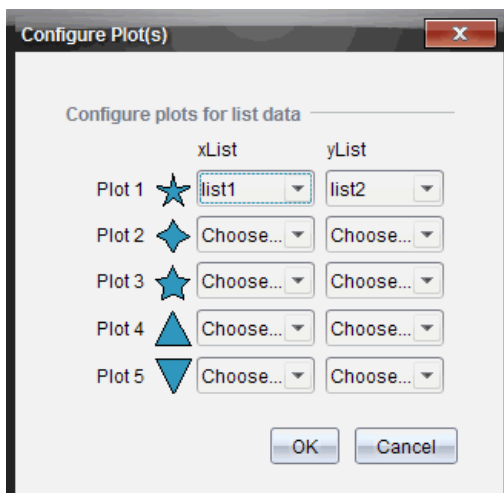 Configure Plot(s)
x
Configure plots for list data
xList yList
Plot 1 list1 list2
Plot 2 Choose... Choose...
Plot 3 Choose... Choose...
Plot 4 Choose... Choose...
Plot 5 Choose... Choose...
OK Cancel